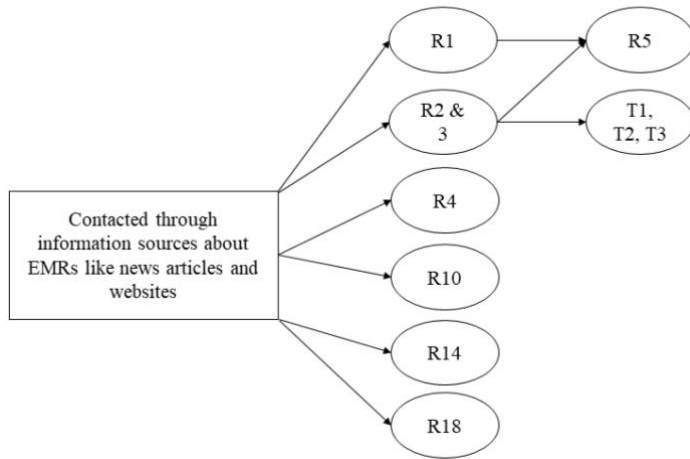 R1
R5
R2 &
3
T1,
T2, T3
Contacted through
information sources about
EMRs like news articles and
websites
R4
R10
R14
R18